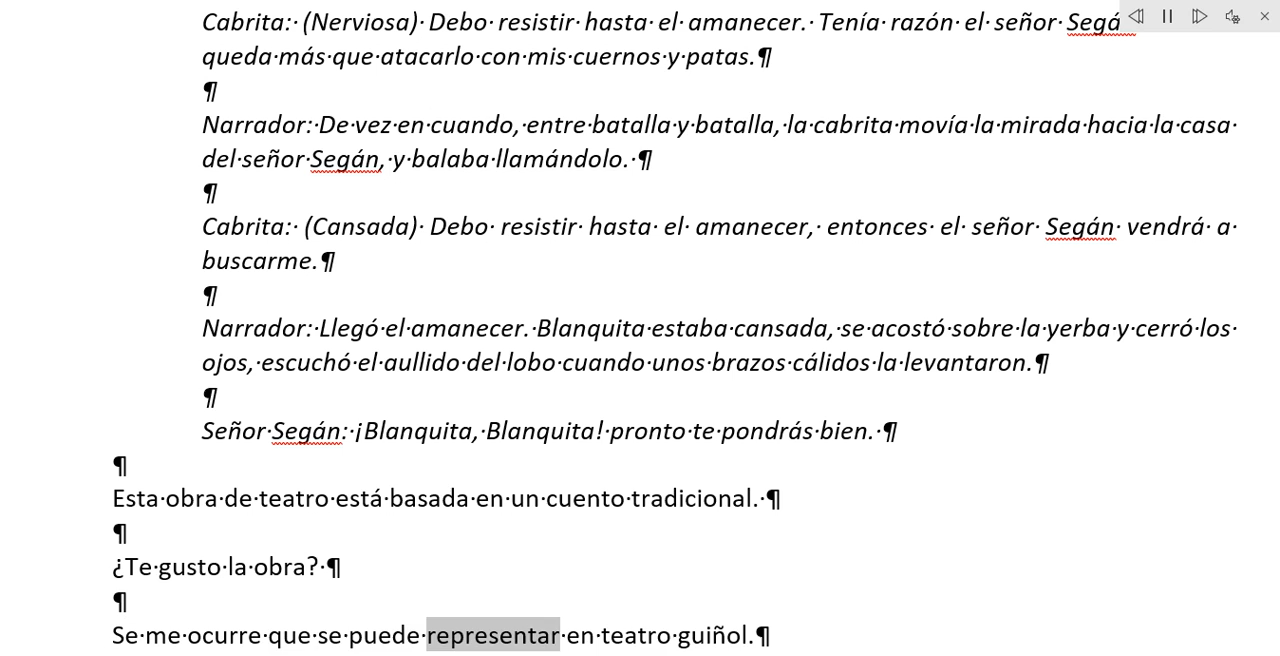 Cabrita: (Nerviosa) Debo resistir hasta el amanecer. Tenía razón el señor Segá
queda más que atacarlo con mis cuernos y patas.¶
¶
Narrador: De vez en cuando, entre batalla y batalla, la cabrita movía la mirada hacia la casa
del señor Segán, y balaba llamándolo. ¶
¶
Cabrita: (Cansada) Debo resistir hasta el amanecer, entonces el señor Segán vendrá a
buscarme.¶
¶
Narrador: Llegó el amanecer. Blanquita estaba cansada, se acostó sobre la yerba y cerró los
ojos, escuchó el aullido del lobo cuando unos brazos cálidos la levantaron.¶
¶
Señor Segán: ¡Blanquita, Blanquita! pronto te pondrás bien. ¶
¶
Esta obra de teatro está basada en un cuento tradicional. ¶
¶
¿Te gusto la obra? ¶
¶
Se me ocurre que se puede representar en teatro guiñol.¶